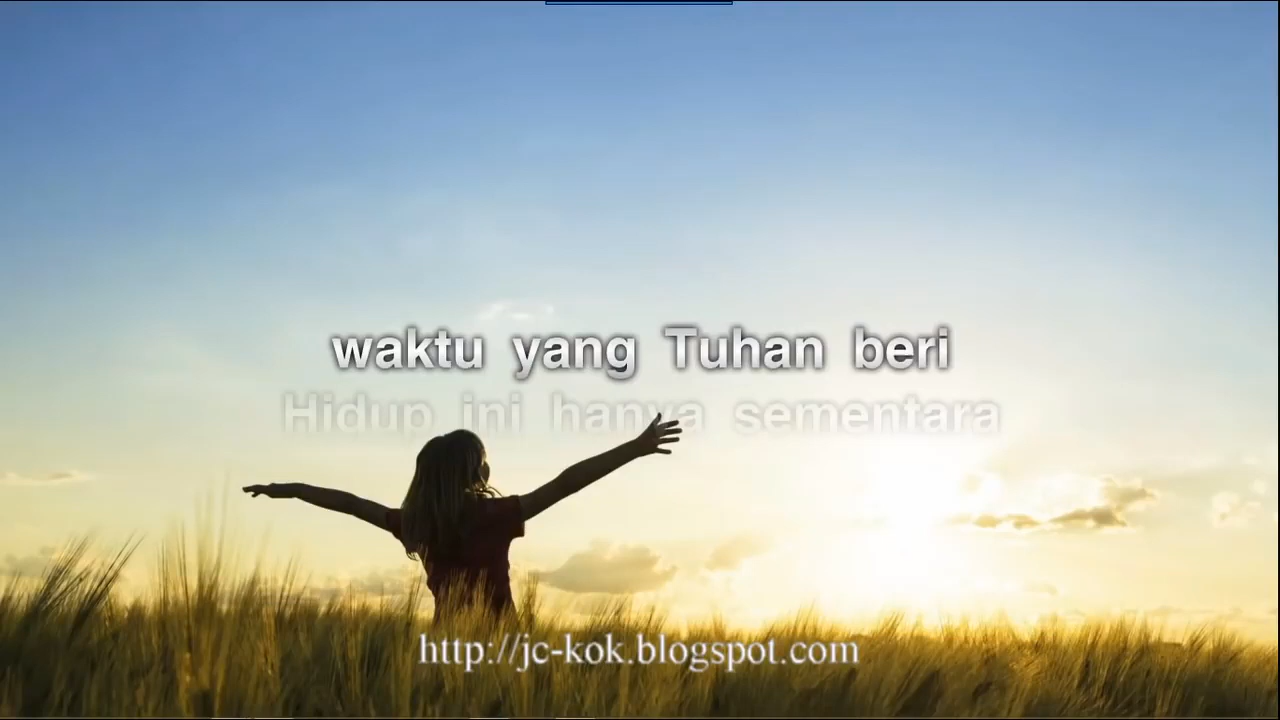 waktu yang Tuhan beri
Hidup ini hanya sementara
http://jc-kok.blogspot.com